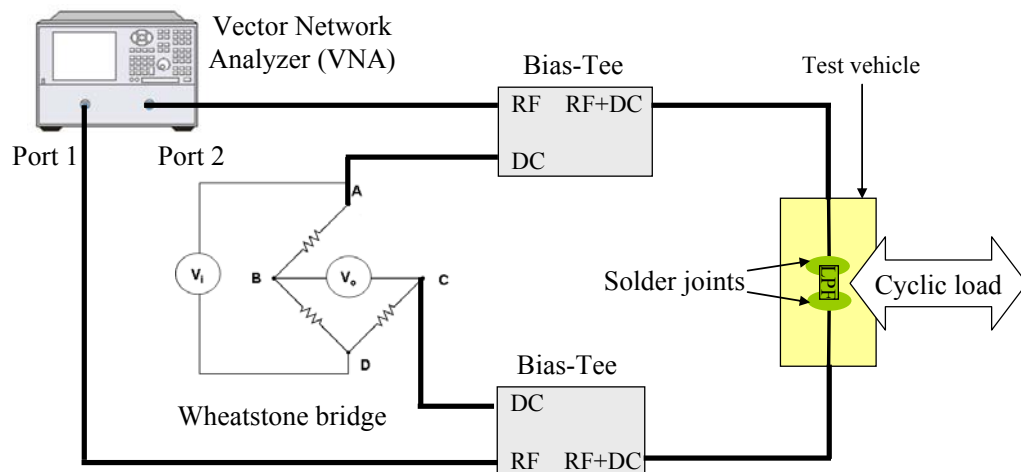 Vector Network
Analyzer (VNA)
Port 1
Port 2
Bias-Tee
RF
RF+DC
DC
Test vehicle
A
B
C
D
Vi
Vo
Wheatstone bridge
Solder joints
LPF
Cyclic load
Bias-Tee
DC
RF
RF+DC